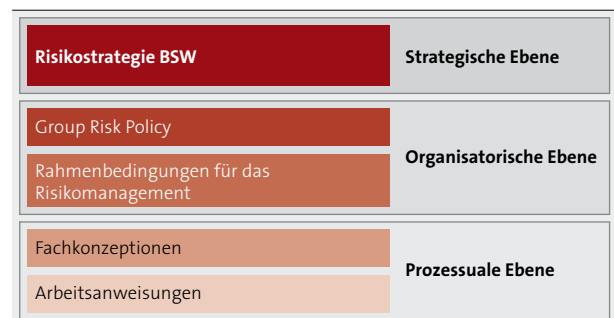 Risikostrategie BSW
Strategische Ebene
Group Risk Policy
Rahmenbedingungen für das
Risikomanagement
Organisatorische Ebene
Fachkonzeptionen
Arbeitsanweisungen
Prozessuale Ebene